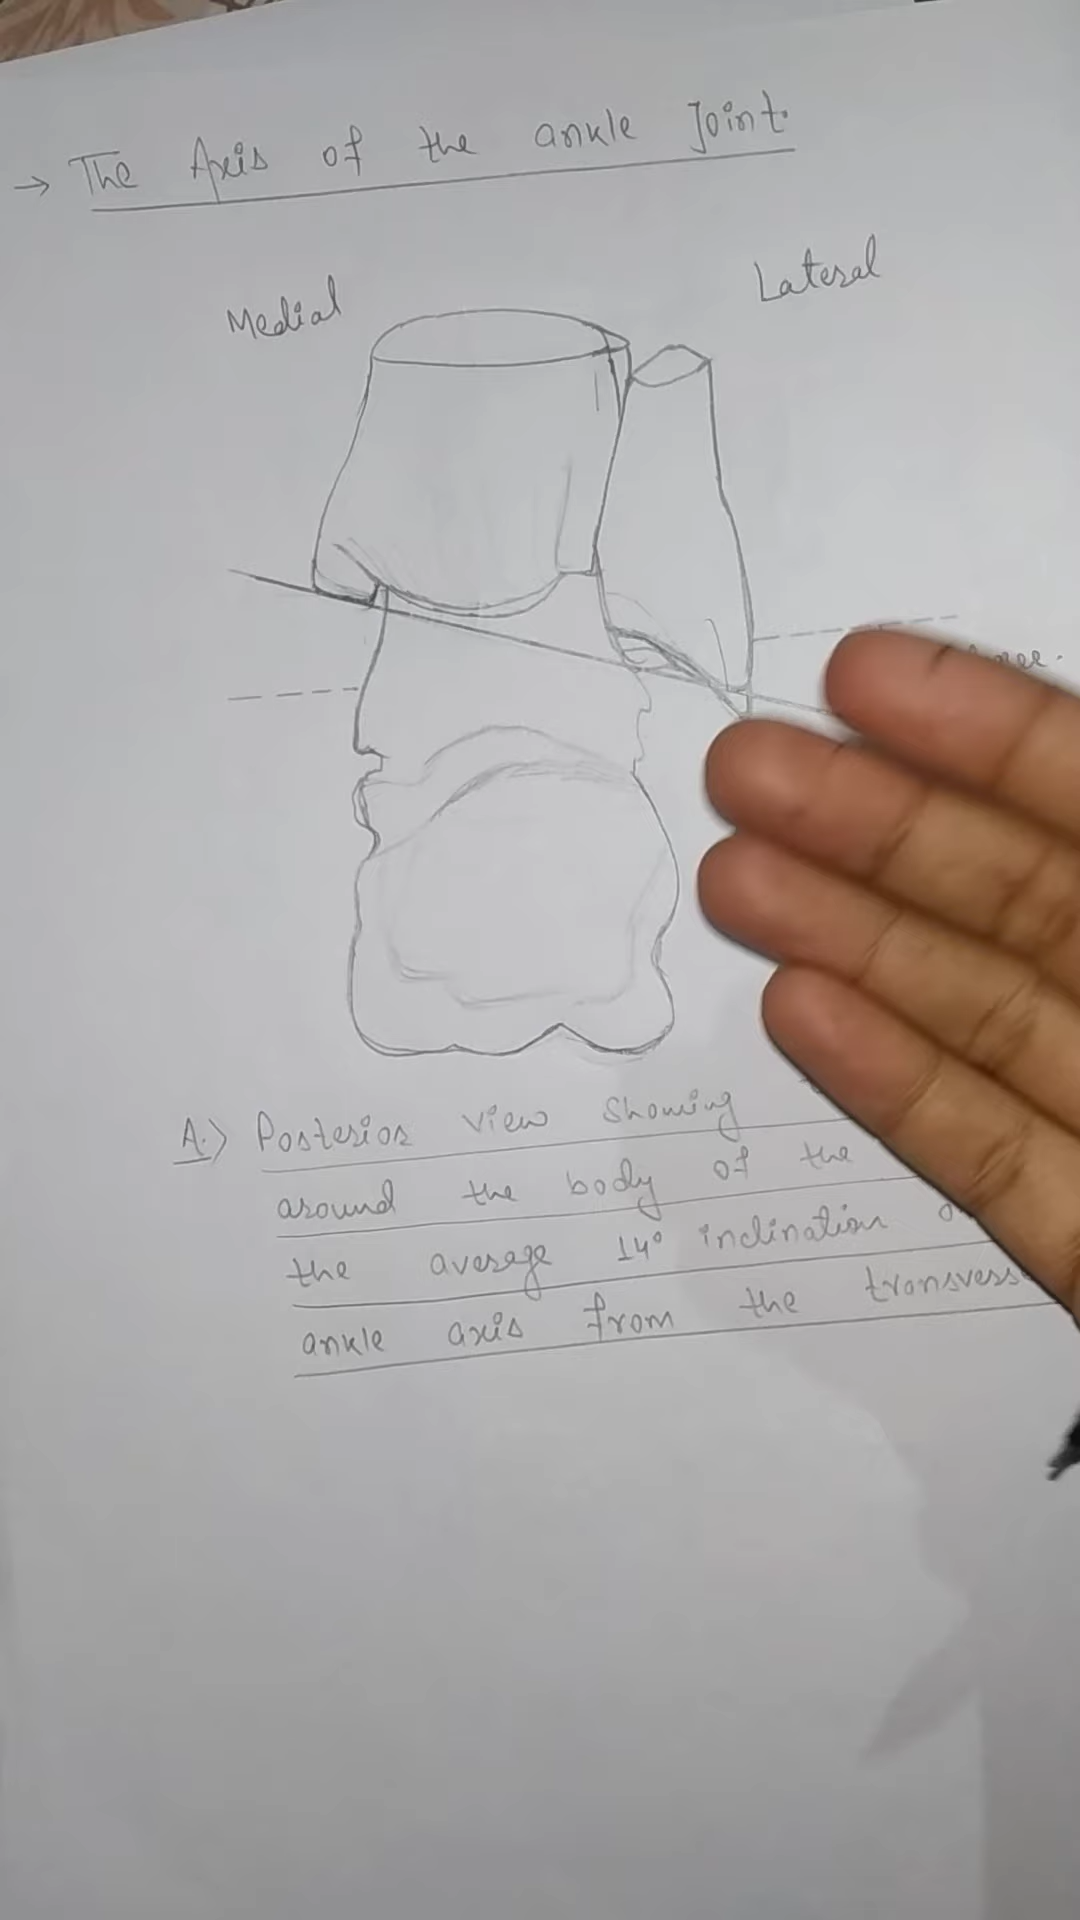 → The Axis of the ankle Joint.
Medial
Lateral
A.) Posterior view showing
around the body of the
the average 14° inclination
ankle axis from the